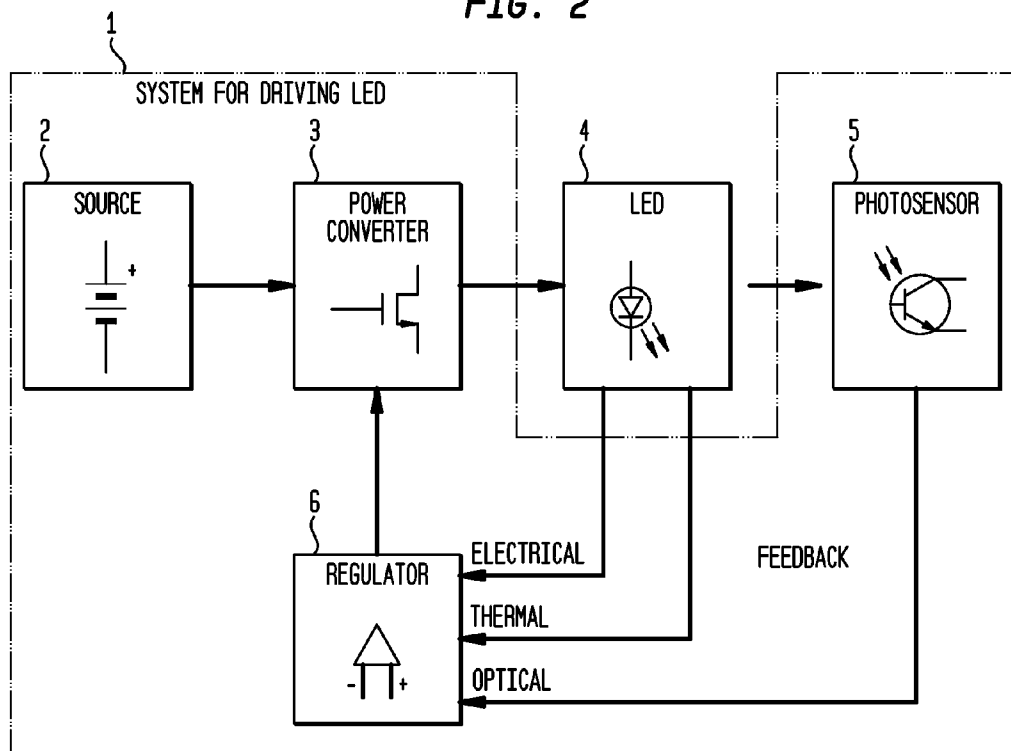 FIG. 2
1
SYSTEM FOR DRIVING LED
2
3
4
5
SOURCE
POWER
CONVERTER
LED
PHOTOSENSOR
+
6
REGULATOR
ELECTRICAL
FEEDBACK
THERMAL
OPTICAL
- +